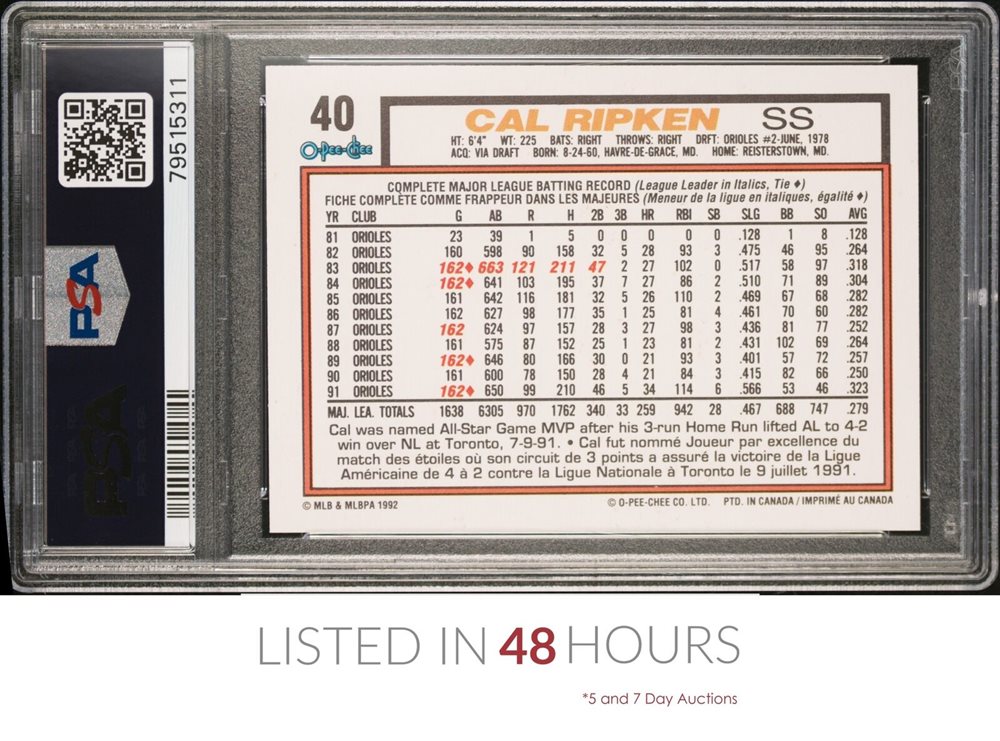 79515311
PSA
PSA
40
O-Pee-Chee
CAL RIPKEN SS
HT: 6'4" WT: 225 BATS: RIGHT THROWS: RIGHT DRFT: ORIOLES #2-JUNE, 1978
ACQ: VIA DRAFT BORN: 8-24-60, HAVRE-DE-GRACE, MD. HOME: REISTERSTOWN, MD.
COMPLETE MAJOR LEAGUE BATTING RECORD (League Leader in Italics, Tie ♦)
FICHE COMPLÈTE COMME FRAPPEUR DANS LES MAJEURES (Meneur de la ligue en italiques, égalité ♦)
YR CLUB G AB R H 2B 3B HR RBI SB SLG BB SO AVG
81 ORIOLES 23 39 1 5 0 0 0 0 0 .128 1 8 .128
82 ORIOLES 160 598 90 158 32 5 28 93 3 .475 46 95 .264
83 ORIOLES 162♦ 663 121 211 47 2 27 102 0 .517 58 97 .318
84 ORIOLES 162♦ 641 103 195 37 7 27 86 2 .510 71 89 .304
85 ORIOLES 161 642 116 181 32 5 26 110 2 .469 67 68 .282
86 ORIOLES 162 627 98 177 35 1 25 81 4 .461 70 60 .282
87 ORIOLES 162 624 97 157 28 3 27 98 3 .436 81 77 .252
88 ORIOLES 161 575 87 152 25 1 23 81 2 .431 102 69 .264
89 ORIOLES 162♦ 646 80 166 30 0 21 93 3 .401 57 72 .257
90 ORIOLES 161 600 78 150 28 4 21 84 3 .415 82 66 .250
91 ORIOLES 162♦ 650 99 210 46 5 34 114 6 .566 53 46 .323
MAJ. LEA. TOTALS 1638 6305 970 1762 340 33 259 942 28 .467 688 747 .279
Cal was named All-Star Game MVP after his 3-run Home Run lifted AL to 4-2
win over NL at Toronto, 7-9-91. • Cal fut nommé Joueur par excellence du
match des étoiles où son circuit de 3 points a assuré la victoire de la Ligue
Américaine de 4 à 2 contre la Ligue Nationale à Toronto le 9 juillet 1991.
© MLB & MLBPA 1992 © O-PEE-CHEE CO. LTD. PTD. IN CANADA / IMPRIMÉ AU CANADA
LISTED IN 48 HOURS
*5 and 7 Day Auctions